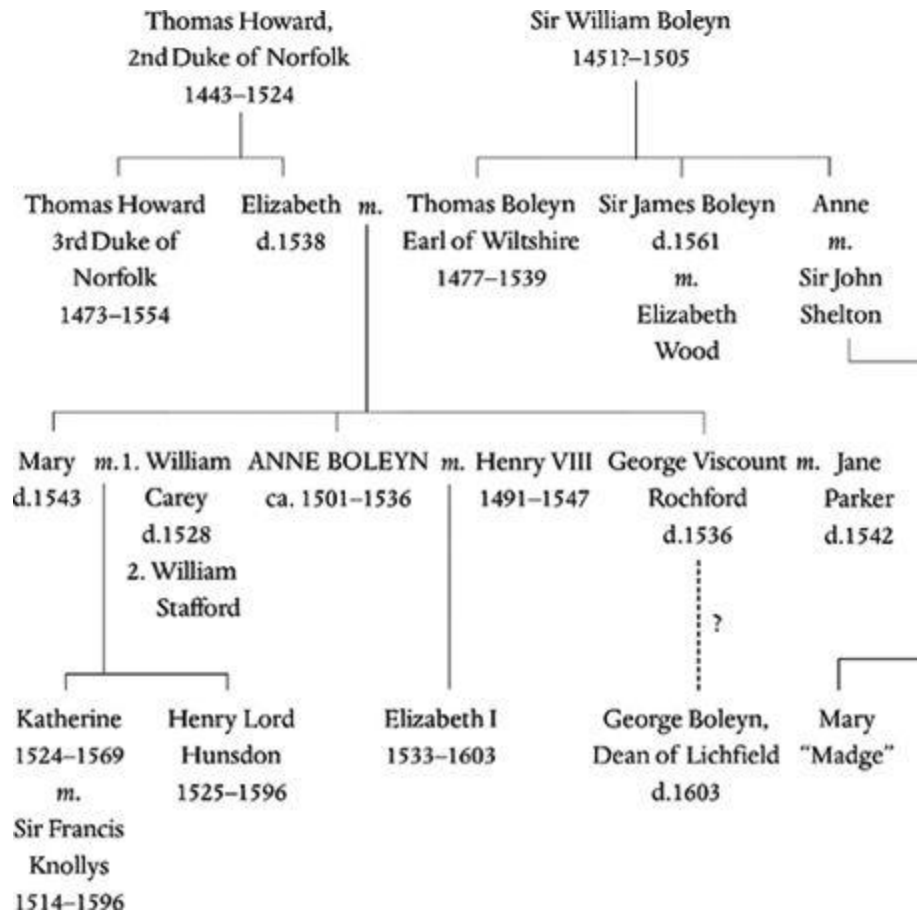 Thomas Howard,
2nd Duke of Norfolk
1443–1524
Sir William Boleyn
1451?–1505
Thomas Howard
3rd Duke of
Norfolk
1473–1554
Elizabeth
d.1538
m.
Thomas Boleyn
Earl of Wiltshire
1477–1539
Sir James Boleyn
d.1561
m.
Elizabeth
Wood
Anne
m.
Sir John
Shelton
Mary
d.1543
m. 1. William
Carey
d.1528
2. William
Stafford
ANNE BOLEYN
ca. 1501–1536
m.
Henry VIII
1491–1547
George Viscount
Rochford
d.1536
m.
Jane
Parker
d.1542
?
Katherine
1524–1569
m.
Sir Francis
Knollys
1514–1596
Henry Lord
Hunsdon
1525–1596
Elizabeth I
1533–1603
George Boleyn,
Dean of Lichfield
d.1603
Mary
“Madge”